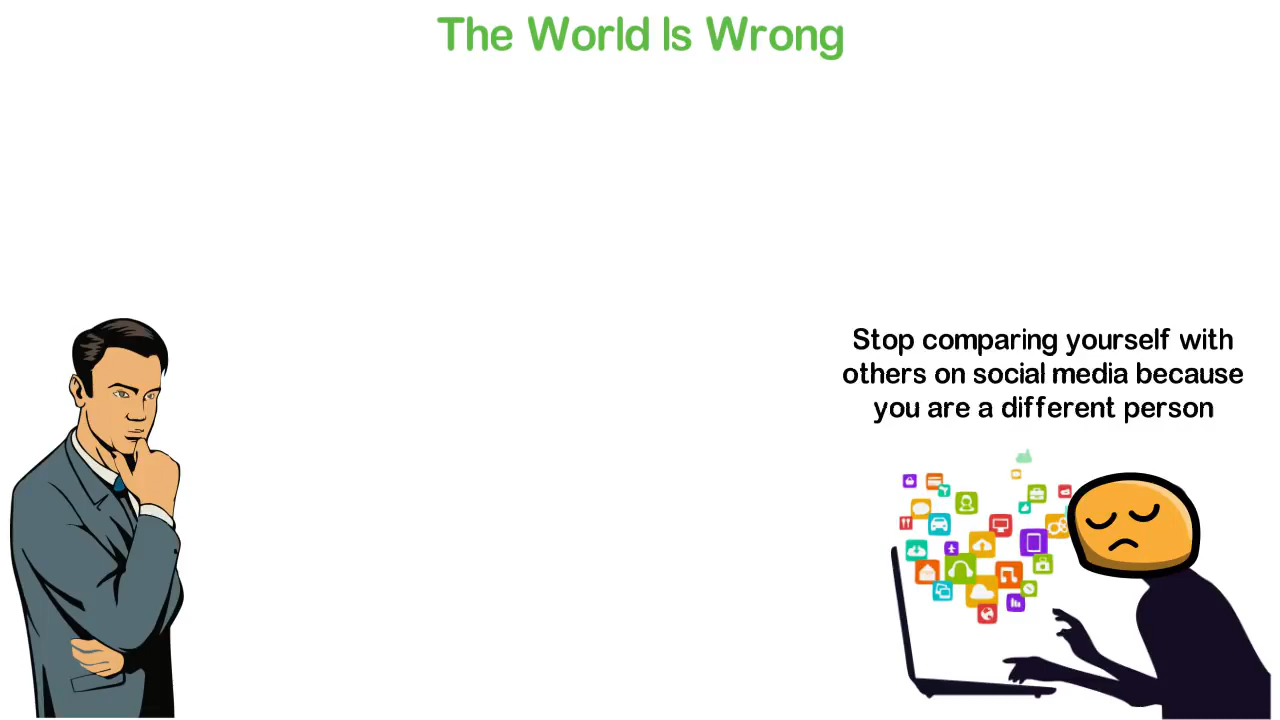 The World Is Wrong
Stop comparing yourself with
others on social media because
you are a different person